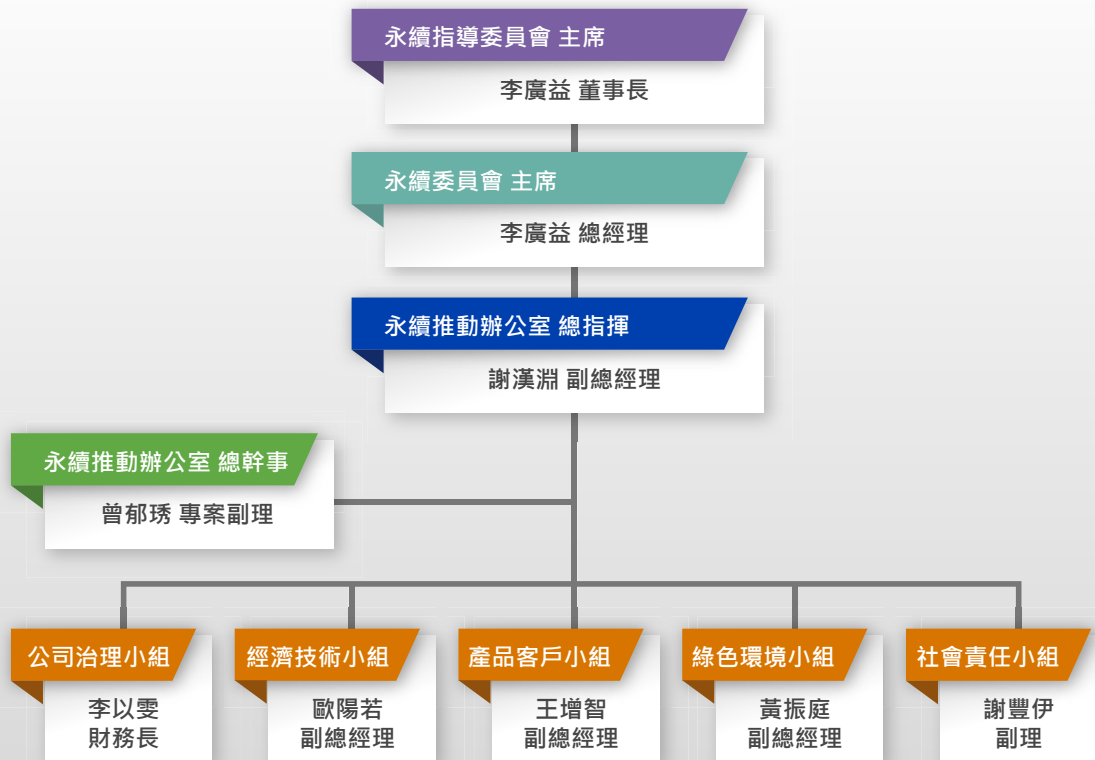 永續指導委員會 主席
李廣益 董事長
永續委員會 主席
李廣益 總經理
永續推動辦公室 總指揮
謝漢淵 副總經理
永續推動辦公室 總幹事
曾郁琇 專案副理
公司治理小組
李以雯
財務長
經濟技術小組
歐陽若
副總經理
產品客戶小組
王增智
副總經理
綠色環境小組
黃振庭
副總經理
社會責任小組
謝豐伊
副理